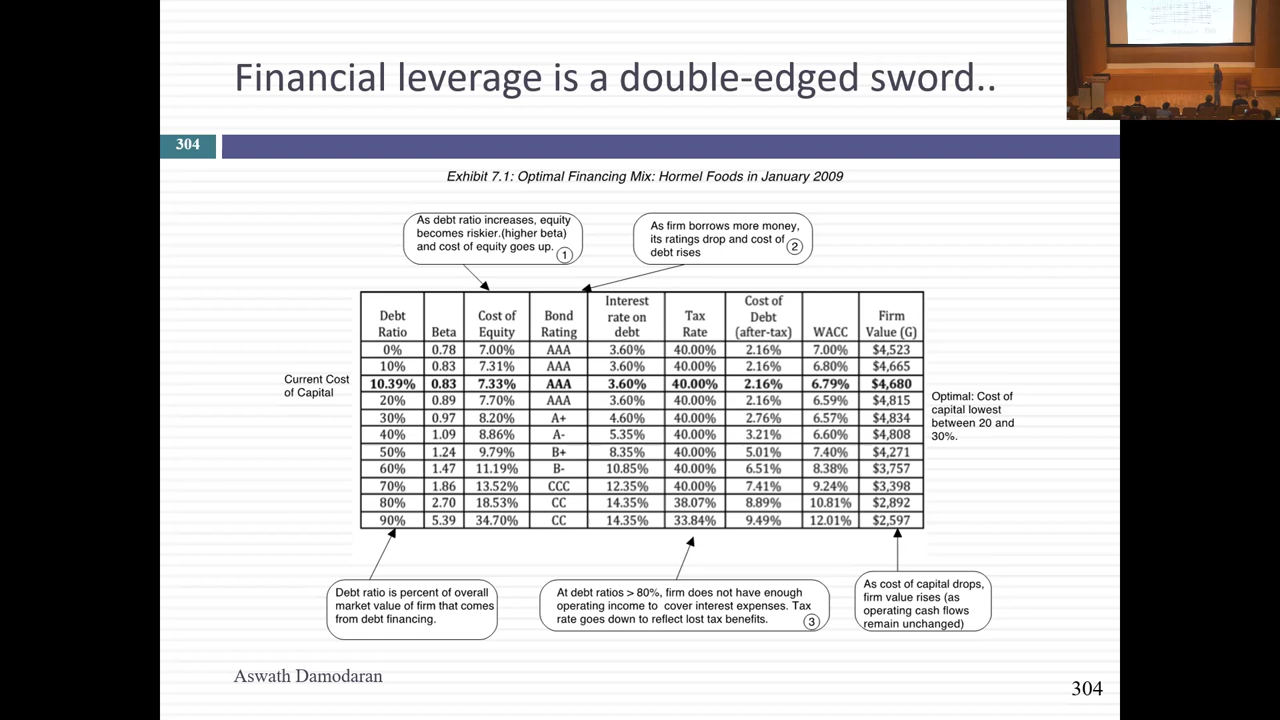 Financial leverage is a double-edged sword..
304
Exhibit 7.1: Optimal Financing Mix: Hormel Foods in January 2009
As debt ratio increases, equity
becomes riskier.(higher beta)
and cost of equity goes up.
1
As firm borrows more money,
its ratings drop and cost of
debt rises
2
Debt Ratio Beta Cost of Equity Bond Rating Interest rate on debt Tax Rate Cost of Debt (after-tax) WACC Firm Value (G)
0% 0.78 7.00% AAA 3.60% 40.00% 2.16% 7.00% $4,523
10% 0.83 7.31% AAA 3.60% 40.00% 2.16% 6.80% $4,665
10.39% 0.83 7.33% AAA 3.60% 40.00% 2.16% 6.79% $4,680
20% 0.89 7.70% AAA 3.60% 40.00% 2.16% 6.59% $4,815
30% 0.97 8.20% A+ 4.60% 40.00% 2.76% 6.57% $4,834
40% 1.09 8.86% A- 5.35% 40.00% 3.21% 6.60% $4,808
50% 1.24 9.79% B+ 8.35% 40.00% 5.01% 7.40% $4,271
60% 1.47 11.19% B- 10.85% 40.00% 6.51% 8.38% $3,757
70% 1.86 13.52% CCC 12.35% 40.00% 7.41% 9.24% $3,398
80% 2.70 18.53% CC 14.35% 38.07% 8.89% 10.81% $2,892
90% 5.39 34.70% CC 14.35% 33.84% 9.49% 12.01% $2,597
Current Cost
of Capital
Optimal: Cost of
capital lowest
between 20 and
30%.
Debt ratio is percent of overall
market value of firm that comes
from debt financing.
At debt ratios > 80%, firm does not have enough
operating income to cover interest expenses. Tax
rate goes down to reflect lost tax benefits.
3
As cost of capital drops,
firm value rises (as
operating cash flows
remain unchanged)
Aswath Damodaran
304